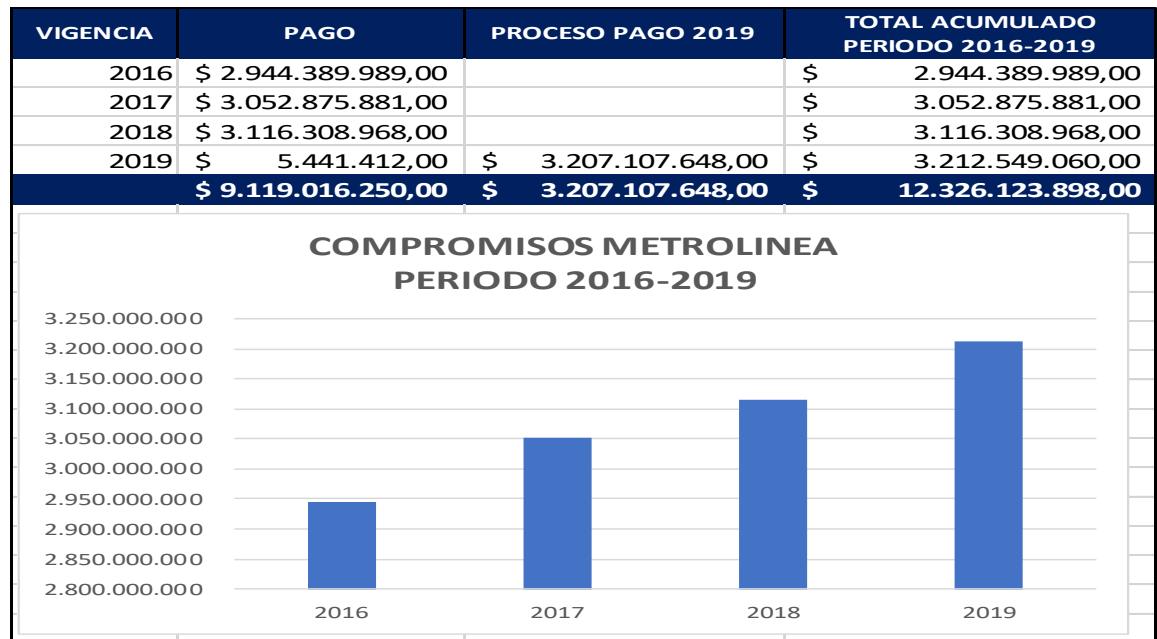 VIGENCIA PAGO PROCESO PAGO 2019 TOTAL ACUMULADO PERIODO 2016-2019
2016 $ 2.944.389.989,00 $ 2.944.389.989,00
2017 $ 3.052.875.881,00 $ 3.052.875.881,00
2018 $ 3.116.308.968,00 $ 3.116.308.968,00
2019 $ 5.441.412,00 $ 3.207.107.648,00 $ 3.212.549.060,00
$ 9.119.016.250,00 $ 3.207.107.648,00 $ 12.326.123.898,00
COMPROMISOS METROLINEA
PERIODO 2016-2019
3.250.000.000
3.200.000.000
3.150.000.000
3.100.000.000
3.050.000.000
3.000.000.000
2.950.000.000
2.900.000.000
2.850.000.000
2.800.000.000
2016 2017 2018 2019